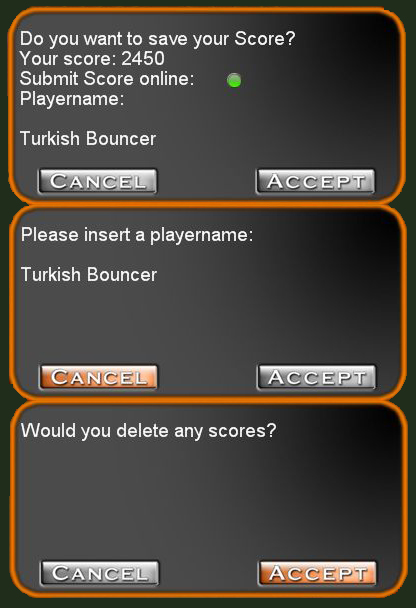 Do you want to save your Score?
Your score: 2450
Submit Score online:
Playername:
Turkish Bouncer
CANCEL ACCEPT
Please insert a playername:
Turkish Bouncer
CANCEL ACCEPT
Would you delete any scores?
CANCEL ACCEPT